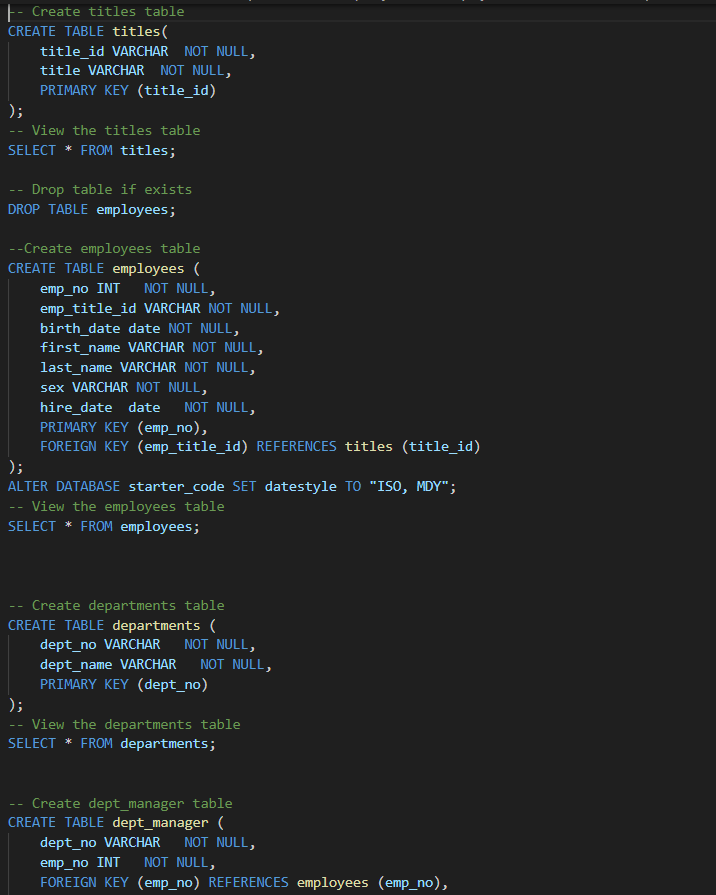 -- Create titles table
CREATE TABLE titles(
    title_id VARCHAR  NOT NULL,
    title VARCHAR  NOT NULL,
    PRIMARY KEY (title_id)
);
-- View the titles table
SELECT * FROM titles;

-- Drop table if exists
DROP TABLE employees;

--Create employees table
CREATE TABLE employees (
    emp_no INT   NOT NULL,
    emp_title_id VARCHAR NOT NULL,
    birth_date date NOT NULL,
    first_name VARCHAR NOT NULL,
    last_name VARCHAR NOT NULL,
    sex VARCHAR NOT NULL,
    hire_date  date   NOT NULL,
    PRIMARY KEY (emp_no),
    FOREIGN KEY (emp_title_id) REFERENCES titles (title_id)
);
ALTER DATABASE starter_code SET datestyle TO "ISO, MDY";
-- View the employees table
SELECT * FROM employees;

-- Create departments table
CREATE TABLE departments (
    dept_no VARCHAR   NOT NULL,
    dept_name VARCHAR   NOT NULL,
    PRIMARY KEY (dept_no)
);
-- View the departments table
SELECT * FROM departments;

-- Create dept_manager table
CREATE TABLE dept_manager (
    dept_no VARCHAR   NOT NULL,
    emp_no INT   NOT NULL,
    FOREIGN KEY (emp_no) REFERENCES employees (emp_no),